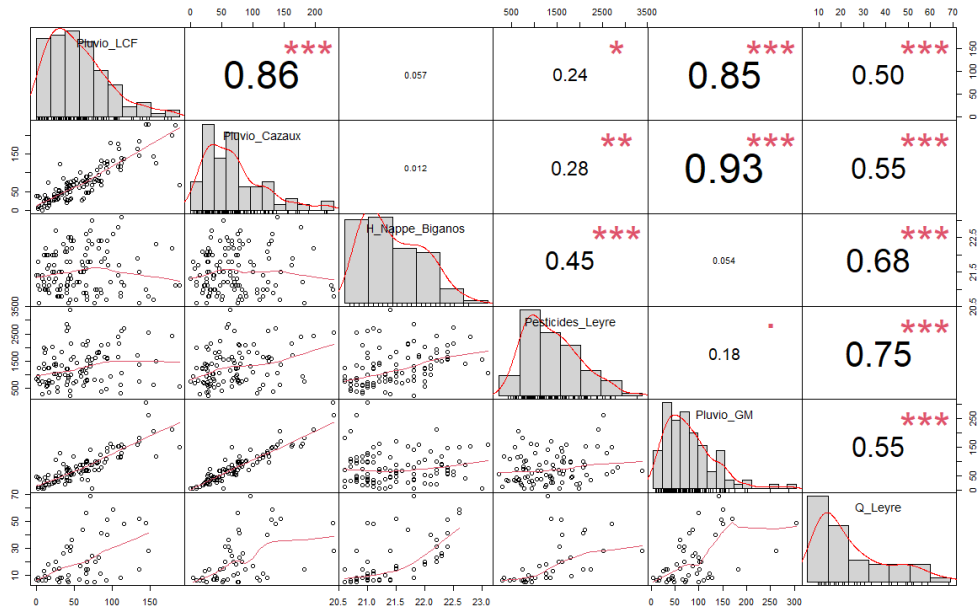 0 50 100 150 200
500 1500 2500 3500
10 20 30 40 50 60 70
Pluvio_LCF
0.86
***
0.057
0.24
*
0.85
***
0.50
***
0 50 100 150
0 50 150
Pluvio_Cazaux
0.012
0.28
**
0.93
***
0.55
***
H_Nappe_Biganos
0.45
***
0.054
0.68
***
20.5 21.5 22.5
500 1500 2500 3500
Pesticides_Leyre
0.18
.
0.75
***
Pluvio_GM
0.55
***
0 50 150 250
10 30 50 70
Q_Leyre
0 50 100 150
20.5 21.0 21.5 22.0 22.5 23.0
0 50 100 150 200 250 300